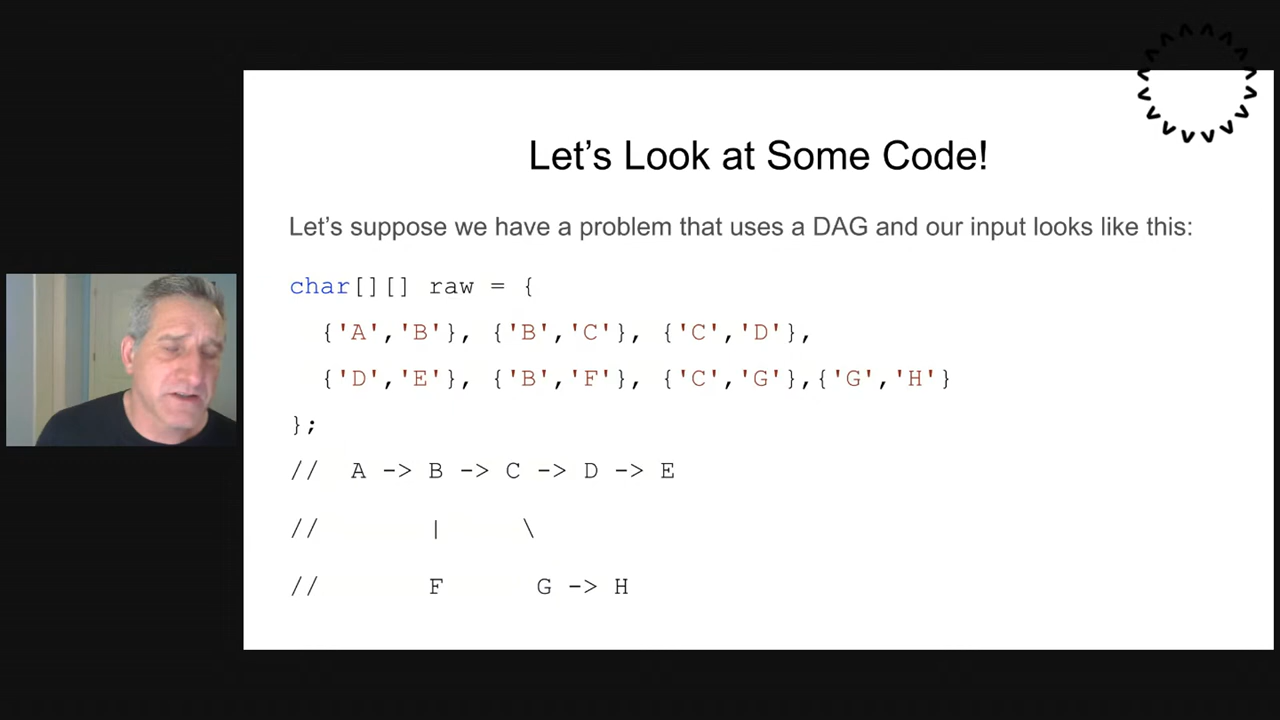 Let's Look at Some Code!
Let's suppose we have a problem that uses a DAG and our input looks like this:
char[][] raw = {
{'A','B'}, {'B','C'}, {'C','D'},
{'D','E'}, {'B','F'}, {'C','G'},{'G','H'}
};
// A -> B -> C -> D -> E
// | \
// F G -> H